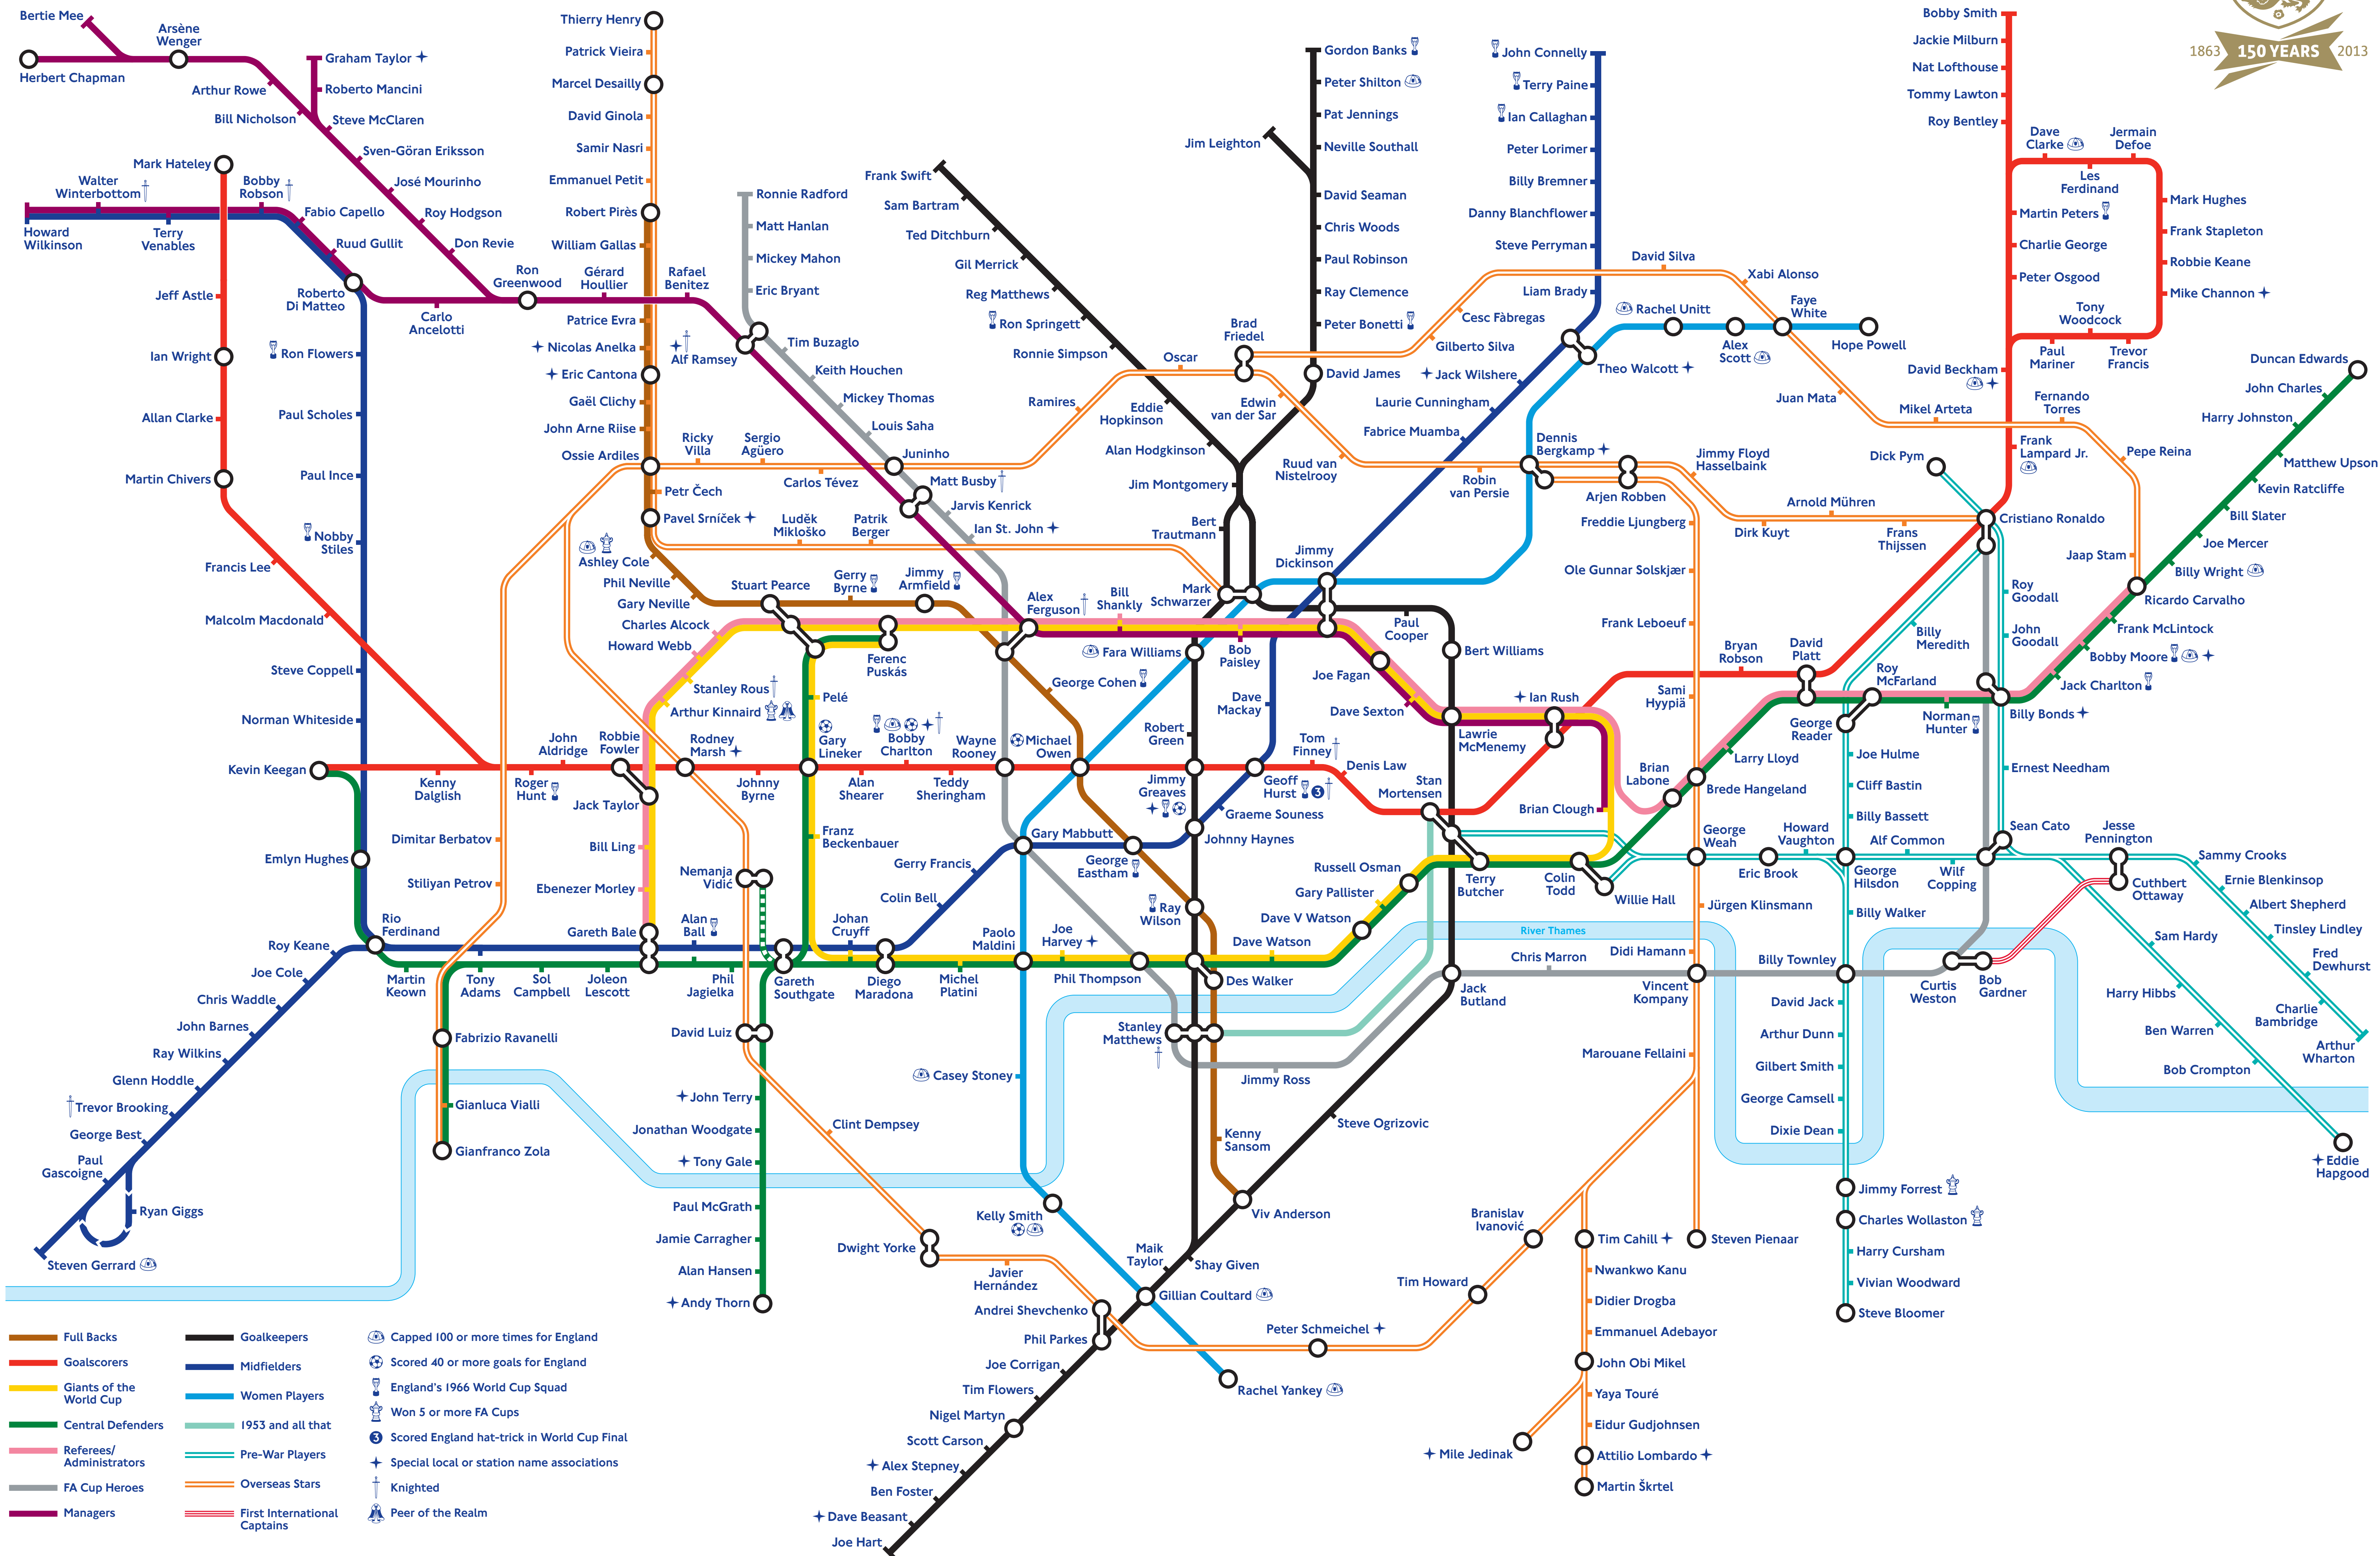 Bertie Mee
Arsène
Wenger
Herbert Chapman
Graham Taylor
Arthur Rowe
Roberto Mancini
Bill Nicholson
Steve McClaren
Sven-Göran Eriksson
José Mourinho
Roy Hodgson
Don Revie
Mark Hateley
Walter
Winterbottom
Bobby
Robson
Fabio Capello
Howard
Wilkinson
Terry
Venables
Ruud Gullit
Roberto
Di Matteo
Carlo
Ancelotti
Ron
Greenwood
Gérard
Houllier
Rafael
Benitez
Jeff Astle
Ian Wright
Allan Clarke
Martin Chivers
Francis Lee
Malcolm Macdonald
Ron Flowers
Paul Scholes
Paul Ince
Nobby
Stiles
Steve Coppell
Norman Whiteside
Kevin Keegan
Emlyn Hughes
Rio
Ferdinand
Thierry Henry
Patrick Vieira
Marcel Desailly
David Ginola
Samir Nasri
Emmanuel Petit
Robert Pirès
William Gallas
Patrice Evra
Nicolas Anelka
Eric Cantona
Gaël Clichy
John Arne Riise
Ossie Ardiles
Petr Čech
Pavel Srníček
Alf Ramsey
Ronnie Radford
Matt Hanlan
Mickey Mahon
Eric Bryant
Tim Buzaglo
Keith Houchen
Mickey Thomas
Louis Saha
Juninho
Matt Busby
Jarvis Kenrick
Ian St. John
Ricky
Villa
Sergio
Agüero
Carlos Tévez
Luděk
Mikloško
Patrik
Berger
Ashley Cole
Phil Neville
Gary Neville
Stuart Pearce
Gerry
Byrne
Jimmy
Armfield
Charles Alcock
Howard Webb
Stanley Rous
Arthur Kinnaird
Ferenc
Puskás
Pelé
Gary
Lineker
Bobby
Charlton
Wayne
Rooney
Michael
Owen
Alex
Ferguson
Bill
Shankly
Bob
Paisley
George Cohen
Frank Swift
Sam Bartram
Ted Ditchburn
Gil Merrick
Reg Matthews
Ron Springett
Ronnie Simpson
Eddie
Hopkinson
Alan Hodgkinson
Jim Montgomery
Bert
Trautmann
Mark
Schwarzer
Jim Leighton
Gordon Banks
Peter Shilton
Pat Jennings
Neville Southall
David Seaman
Chris Woods
Paul Robinson
Ray Clemence
Peter Bonetti
David James
Ramires
Oscar
Brad
Friedel
Edwin
van der Sar
Ruud van
Nistelrooy
Robin
van Persie
Gilberto Silva
Cesc Fàbregas
David Silva
Xabi Alonso
Juan Mata
Mikel Arteta
Fernando
Torres
Pepe Reina
Jaap Stam
Ricardo Carvalho
John Connelly
Terry Paine
Ian Callaghan
Peter Lorimer
Billy Bremner
Danny Blanchflower
Steve Perryman
Liam Brady
Jack Wilshere
Laurie Cunningham
Fabrice Muamba
Jimmy
Dickinson
Rachel Unitt
Alex
Scott
Faye
White
Hope Powell
Theo Walcott
Dennis
Bergkamp
Arjen Robben
Jimmy Floyd
Hasselbaink
Dirk Kuyt
Arnold Mühren
Frans
Thijssen
Cristiano Ronaldo
Freddie Ljungberg
Ole Gunnar Solskjær
Frank Leboeuf
Sami
Hyypiä
Bobby Smith
Jackie Milburn
Nat Lofthouse
Tommy Lawton
Roy Bentley
Dave
Clarke
Jermain
Defoe
Les
Ferdinand
Martin Peters
Charlie George
Peter Osgood
Mark Hughes
Frank Stapleton
Robbie Keane
Mike Channon
Tony
Woodcock
Paul
Mariner
Trevor
Francis
David Beckham
Frank
Lampard Jr.
1863
150 YEARS
2013
Duncan Edwards
John Charles
Harry Johnston
Matthew Upson
Kevin Ratcliffe
Bill Slater
Joe Mercer
Billy Wright
Frank McLintock
Bobby Moore
Jack Charlton
Billy Bonds
Dick Pym
Roy
Goodall
John
Goodall
Billy
Meredith
Ernest Needham
Roy
McFarland
Norman
Hunter
George
Reader
Joe Hulme
Cliff Bastin
Billy Bassett
David
Platt
Bryan
Robson
Larry Lloyd
Brian
Labone
Brede Hangeland
Paul
Cooper
Bert Williams
Joe Fagan
Dave Sexton
Lawrie
McMenemy
Ian Rush
Brian Clough
Fara Williams
Dave
Mackay
Robert
Green
Jimmy
Greaves
Geoff
Hurst
3
Tom
Finney
Denis Law
Stan
Mortensen
Graeme Souness
Johnny Haynes
Kenny
Dalglish
Roger
Hunt
John
Aldridge
Robbie
Fowler
Jack Taylor
Rodney
Marsh
Johnny
Byrne
Alan
Shearer
Teddy
Sheringham
Dimitar Berbatov
Stiliyan Petrov
Bill Ling
Ebenezer Morley
Gareth Bale
Alan
Ball
Nemanja
Vidić
Franz
Beckenbauer
Johan
Cruyff
Gerry Francis
Colin Bell
Gary Mabbutt
George
Eastham
Ray
Wilson
Paolo
Maldini
Joe
Harvey
Phil Thompson
Des Walker
Dave Watson
Dave V Watson
Gary Pallister
Russell Osman
Terry
Butcher
Colin
Todd
Willie Hall
George
Weah
Eric Brook
Howard
Vaughton
George
Hilsdon
Alf Common
Wilf
Copping
Sean Cato
Jesse
Pennington
Cuthbert
Ottaway
Sammy Crooks
Ernie Blenkinsop
Albert Shepherd
Tinsley Lindley
Fred
Dewhurst
Charlie
Bambridge
Arthur
Wharton
Sam Hardy
Harry Hibbs
Ben Warren
Bob Crompton
Eddie
Hapgood
Roy Keane
Joe Cole
Chris Waddle
John Barnes
Ray Wilkins
Glenn Hoddle
Trevor Brooking
George Best
Paul
Gascoigne
Ryan Giggs
Steven Gerrard
Martin
Keown
Tony
Adams
Sol
Campbell
Joleon
Lescott
Phil
Jagielka
Gareth
Southgate
Diego
Maradona
Michel
Platini
Fabrizio Ravanelli
Gianluca Vialli
Gianfranco Zola
David Luiz
John Terry
Jonathan Woodgate
Tony Gale
Paul McGrath
Jamie Carragher
Alan Hansen
Andy Thorn
Clint Dempsey
Dwight Yorke
Javier
Hernández
Andrei Shevchenko
Phil Parkes
Joe Corrigan
Tim Flowers
Nigel Martyn
Scott Carson
Alex Stepney
Ben Foster
Dave Beasant
Joe Hart
Casey Stoney
Kelly Smith
Gillian Coultard
Rachel Yankey
Maik
Taylor
Shay Given
Viv Anderson
Kenny
Sansom
Stanley
Matthews
Jimmy Ross
Steve Ogrizovic
Jack
Butland
Chris Marron
River Thames
Jürgen Klinsmann
Didi Hamann
Vincent
Kompany
Marouane Fellaini
Billy Walker
Billy Townley
David Jack
Arthur Dunn
Gilbert Smith
George Camsell
Dixie Dean
Jimmy Forrest
Charles Wollaston
Harry Cursham
Vivian Woodward
Steve Bloomer
Curtis
Weston
Bob
Gardner
Peter Schmeichel
Tim Howard
Branislav
Ivanović
Tim Cahill
Steven Pienaar
Nwankwo Kanu
Didier Drogba
Emmanuel Adebayor
John Obi Mikel
Yaya Touré
Eidur Gudjohnsen
Mile Jedinak
Attilio Lombardo
Martin Škrtel
Full Backs
Goalscorers
Giants of the
World Cup
Central Defenders
Referees/
Administrators
FA Cup Heroes
Managers
Goalkeepers
Midfielders
Women Players
1953 and all that
Pre-War Players
Overseas Stars
First International
Captains
Capped 100 or more times for England
Scored 40 or more goals for England
England's 1966 World Cup Squad
Won 5 or more FA Cups
3 Scored England hat-trick in World Cup Final
Special local or station name associations
Knighted
Peer of the Realm